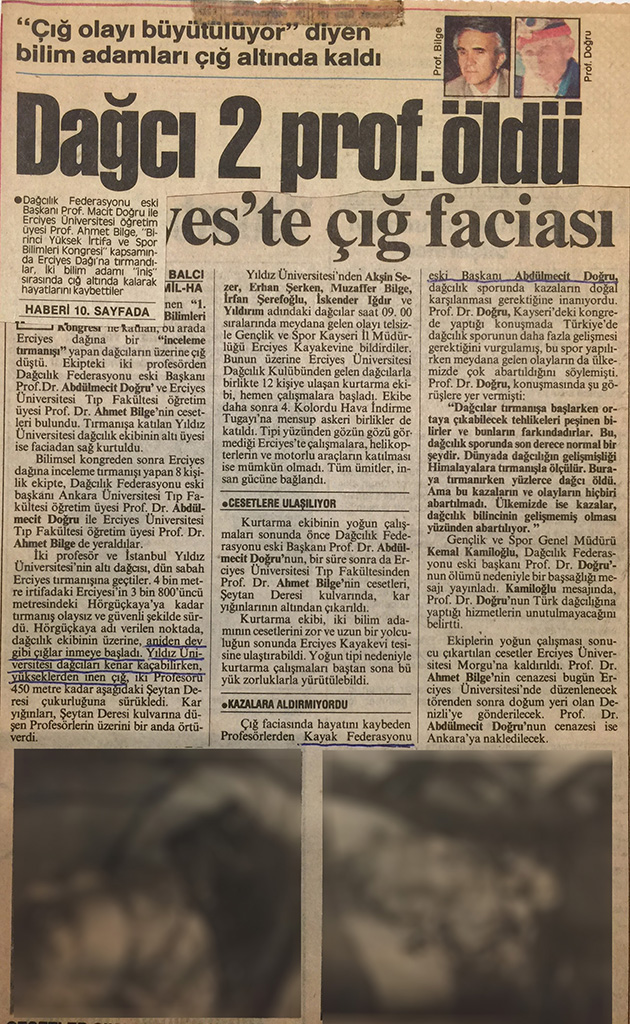 “Çığ olayı büyütülüyor” diyen
bilim adamları çığ altında kaldı
Prof. Bilge
Prof. Doğru
Dağcı 2 prof. öldü
yes'te çığ faciası
●Dağcılık Federasyonu eski
Başkanı Prof. Macit Doğru ile
Erciyes Üniversitesi öğretim
üyesi Prof. Ahmet Bilge, “Bi-
rinci Yüksek İrtifa ve Spor
Bilimleri Kongresi” kapsamın-
da Erciyes Dağı'na tırmandı-
lar. İki bilim adamı “iniş”
sırasında çığ altında kalarak
hayatlarını kaybettiler
HABERİ 10. SAYFADA
BALCI
MİL-HA
nen “1.
Bilimleri
Kongresi” ne katılan, bu arada
Erciyes dağına bir “inceleme
tırmanışı” yapan dağcıların üzerine çığ
düştü. Ekipteki iki profesörden
Dağcılık Federasyonu eski Başkanı
Prof.Dr. Abdülmecit Doğru ve Erciyes
Üniversitesi Tıp Fakültesi öğretim
üyesi Prof. Dr. Ahmet Bilge'nin ceset-
leri bulundu. Tırmanışa katılan Yıldız
Üniversitesi dağcılık ekibinin altı üyesi
ise faciadan sağ kurtuldu.
Bilimsel kongreden sonra Erciyes
dağına inceleme tırmanışı yapan 8 kişi-
lik ekipte, Dağcılık Federasyonu eski
başkanı Ankara Üniversitesi Tıp Fa-
kültesi öğretim üyesi Prof. Dr. Abdül-
mecit Doğru ile Erciyes Üniversitesi
Tıp Fakültesi öğretim üyesi Prof. Dr.
Ahmet Bilge de yeraldılar.
İki profesör ve İstanbul Yıldız
Üniversitesi'nin altı dağcısı, dün sabah
Erciyes tırmanışına geçtiler. 4 bin met-
re irtifadaki Erciyes'in 3 bin 800'üncü
metresindeki Hörgüçkaya'ya kadar
tırmanış olaysız ve güvenli şekilde sür-
dü. Hörgüçkaya adı verilen noktada,
dağcılık ekibinin üzerine, aniden dev
gibi çığlar inmeye başladı. Yıldız Üni-
versitesi dağcıları kenar kaçabilirken,
yükseklerden inen çığ, iki Profesörü
450 metre kadar aşağıdaki Şeytan De-
resi çukurluğuna sürükledi. Kar
yığınları, Şeytan Deresi kulvarına dü-
şen Profesörlerin üzerini bir anda örtü-
verdi.
Yıldız Üniversitesi'nden Akşin Se-
zer, Erhan Şerken, Muzaffer Bilge,
İrfan Şerefoğlu, İskender Iğdır ve
Yıldırım adındaki dağcılar saat 09. 00
sıralarında meydana gelen olayı telsiz-
le Gençlik ve Spor Kayseri İl Müdür-
lüğü Erciyes Kayakevine bildirdiler.
Bunun üzerine Erciyes Üniversitesi
Dağcılık Kulübünden gelen dağcılarla
birlikte 12 kişiye ulaşan kurtarma eki-
bi, hemen çalışmalara başladı. Ekibe
daha sonra 4. Kolordu Hava İndirme
Tugayı'na mensup askeri birlikler de
katıldı. Tipi yüzünden gözün gözü gör-
mediği Erciyes'te çalışmalara, helikop-
terlerin ve motorlu araçların katılması
ise mümkün olmadı. Tüm ümitler, in-
san gücüne bağlandı.
●CESETLERE ULAŞILIYOR
Kurtarma ekibinin yoğun çalış-
maları sonunda önce Dağcılık Fede-
rasyonu eski Başkanı Prof. Dr. Abdül-
mecit Doğru'nun, bir süre sonra da Er-
ciyes Üniversitesi Tıp Fakültesinden
Prof. Dr. Ahmet Bilge'nin cesetleri,
Şeytan Deresi kulvarında, kar
yığınlarının altından çıkarıldı.
Kurtarma ekibi, iki bilim ada-
mının cesetlerini zor ve uzun bir yolcu-
luğun sonunda Erciyes Kayakevi te-
sine ulaştırabildi. Yoğun tipi nedeniyle
kurtarma çalışmaları baştan sona bü
yük zorluklarla yürütülebildi.
●KAZALARA ALDIRMIYORDU
Çığ faciasında hayatını kaybeden
Profesörlerden Kayak Federasyonu
eski Başkanı Abdülmecit Doğru,
dağcılık sporunda kazaların doğal
karşılanması gerektiğine inanıyordu.
Prof. Dr. Doğru, Kayseri'deki kongre-
de yaptığı konuşmada Türkiye'de
dağcılık sporunun daha fazla gelişmesi
gerektiğini vurgulamış, bu spor yapılır-
ken meydana gelen olayların da ülke-
mizde çok abartıldığını söylemişti.
Prof. Dr. Doğru, konuşmasında şu gö-
rüşlere yer vermişti:
“Dağcılar tırmanışa başlarken or-
taya çıkabilecek tehlikeleri peşinen bi-
lirler ve bunların farkındadırlar. Bu,
dağcılık sporunda son derece normal bir
şeydir. Dünyada dağcılığın gelişmişliği
Himalayalara tırmanışla ölçülür. Bura-
ya tırmanırken yüzlerce dağcı öldü.
Ama bu kazaların ve olayların hiçbiri
abartılmadı. Ülkemizde ise kazalar,
dağcılık bilincinin gelişmemiş olması
yüzünden abartılıyor. ”
Gençlik ve Spor Genel Müdürü
Kemal Kamiloğlu, Dağcılık Federas-
yonu eski başkanı Prof. Dr. Doğru'-
nun ölümü nedeniyle bir başsağlığı me-
sajı yayınladı. Kamiloğlu mesajında,
Prof. Dr. Doğru'nun Türk dağcılığına
yaptığı hizmetlerin unutulmayacağını
belirtti.
Ekiplerin yoğun çalışması sonu-
cu çıkartılan cesetler Erciyes Üniver-
sitesi Morgu'na kaldırıldı. Prof. Dr.
Ahmet Bilge'nin cenazesi bugün Er-
ciyes Üniversitesi'nde düzenlenecek
törenden sonra doğum yeri olan De-
nizli'ye gönderilecek. Prof. Dr.
Abdülmecit Doğru'nun cenazesi ise
Ankara'ya nakledilecek.